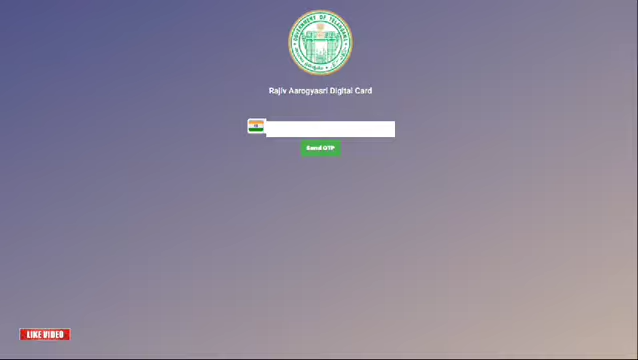 GOVERNMENT OF TELANGANA
Rajiv Aarogyasri Digital Card
Send OTP
LIKE VIDEO